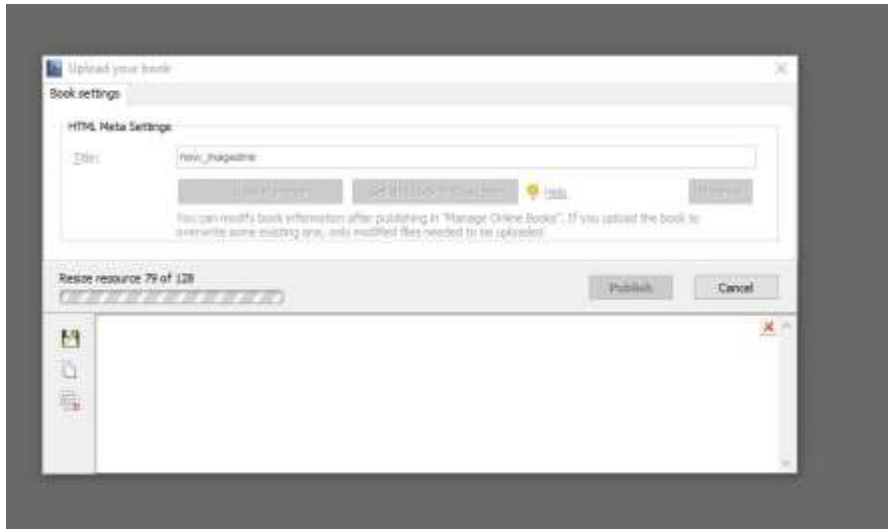 Upload your book
Book settings
HTML Meta Settings
Title:
new_magazine
Help
You can modify book information after publishing in "Manage Online Books". If you upload the book to
overwrite some existing one, only modified files needed to be uploaded.
Resize resource 79 of 128
Publish
Cancel